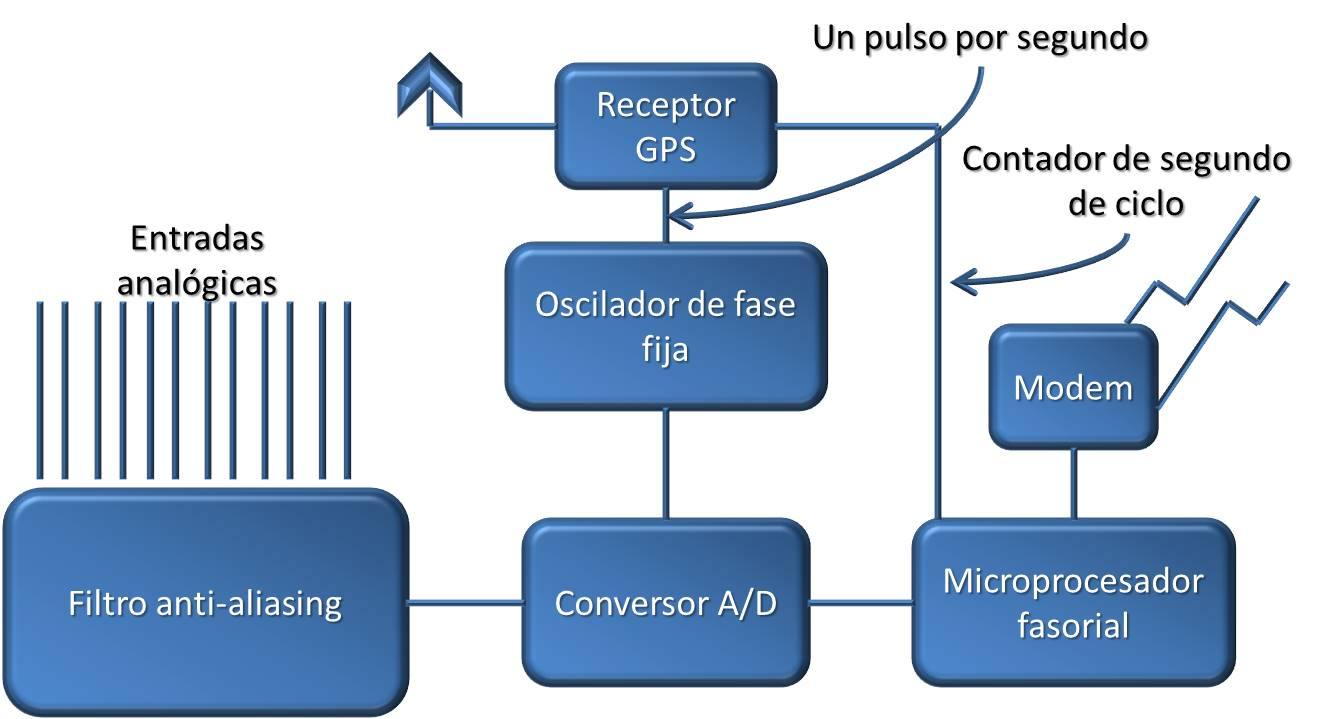 Un pulso por segundo
Receptor
GPS
Contador de segundo
de ciclo
Entradas
analógicas
Oscilador de fase
fija
Modem
Filtro anti-aliasing
Conversor A/D
Microprocesador
fasorial